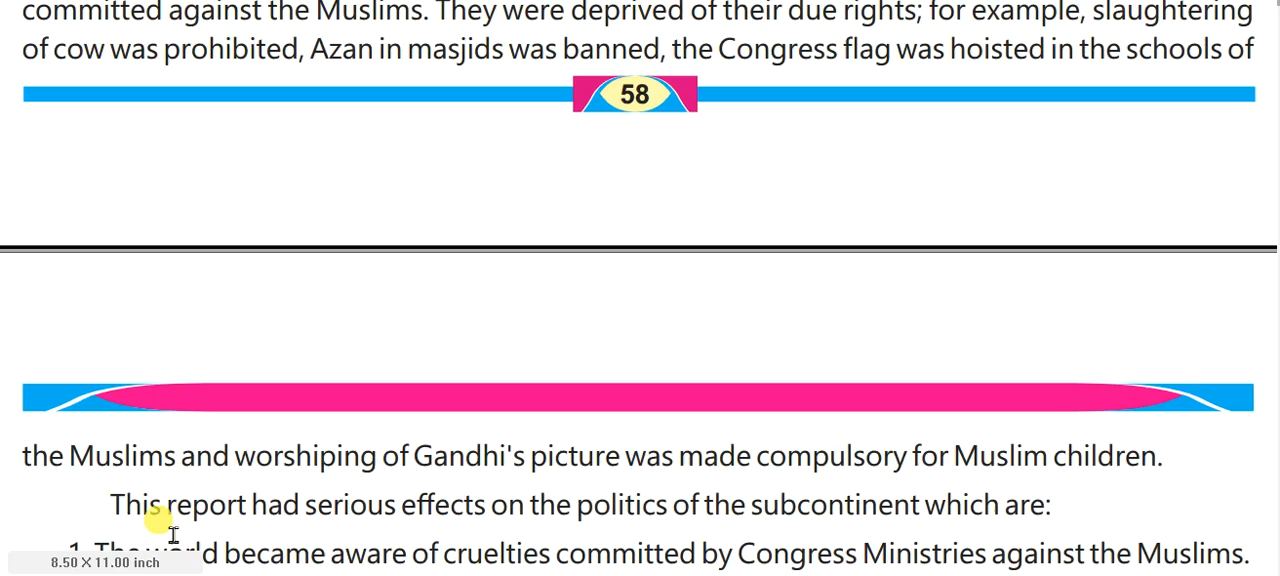 committed against the Muslims. They were deprived of their due rights; for example, slaughtering
of cow was prohibited, Azan in masjids was banned, the Congress flag was hoisted in the schools of
58
the Muslims and worshiping of Gandhi's picture was made compulsory for Muslim children.
This report had serious effects on the politics of the subcontinent which are:
1. The world became aware of cruelties committed by Congress Ministries against the Muslims.
8.50 X 11.00 inch